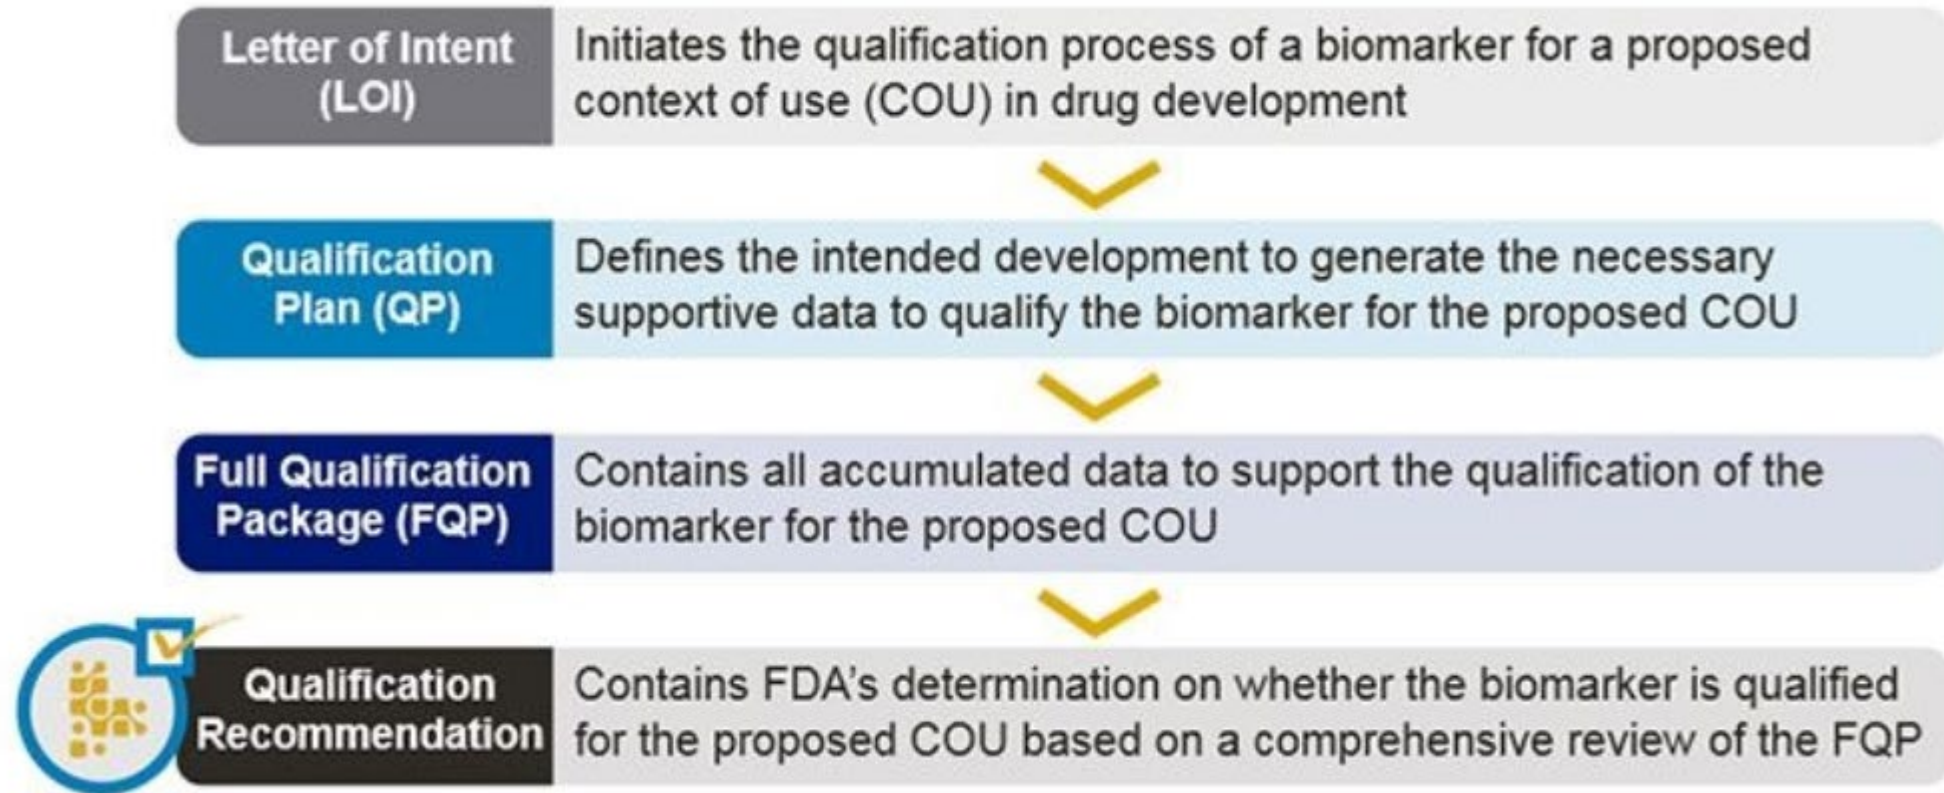 Letter of Intent
(LOI)
Initiates the qualification process of a biomarker for a proposed
context of use (COU) in drug development
Qualification
Plan (QP)
Defines the intended development to generate the necessary
supportive data to qualify the biomarker for the proposed COU
Full Qualification
Package (FQP)
Contains all accumulated data to support the qualification of the
biomarker for the proposed COU
Qualification
Recommendation
Contains FDA's determination on whether the biomarker is qualified
for the proposed COU based on a comprehensive review of the FQP